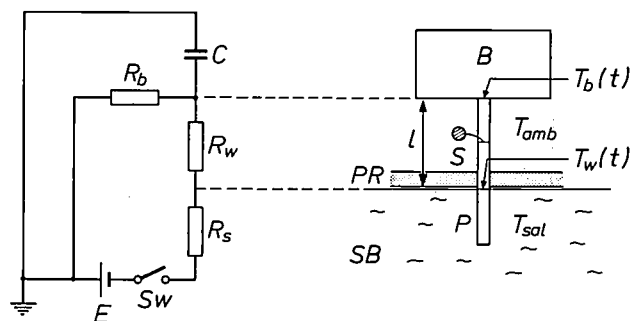 C
R_b
R_w
R_s
E
Sw
B
T_b(t)
l
T_amb
S
T_w(t)
PR
P
T_sal
SB